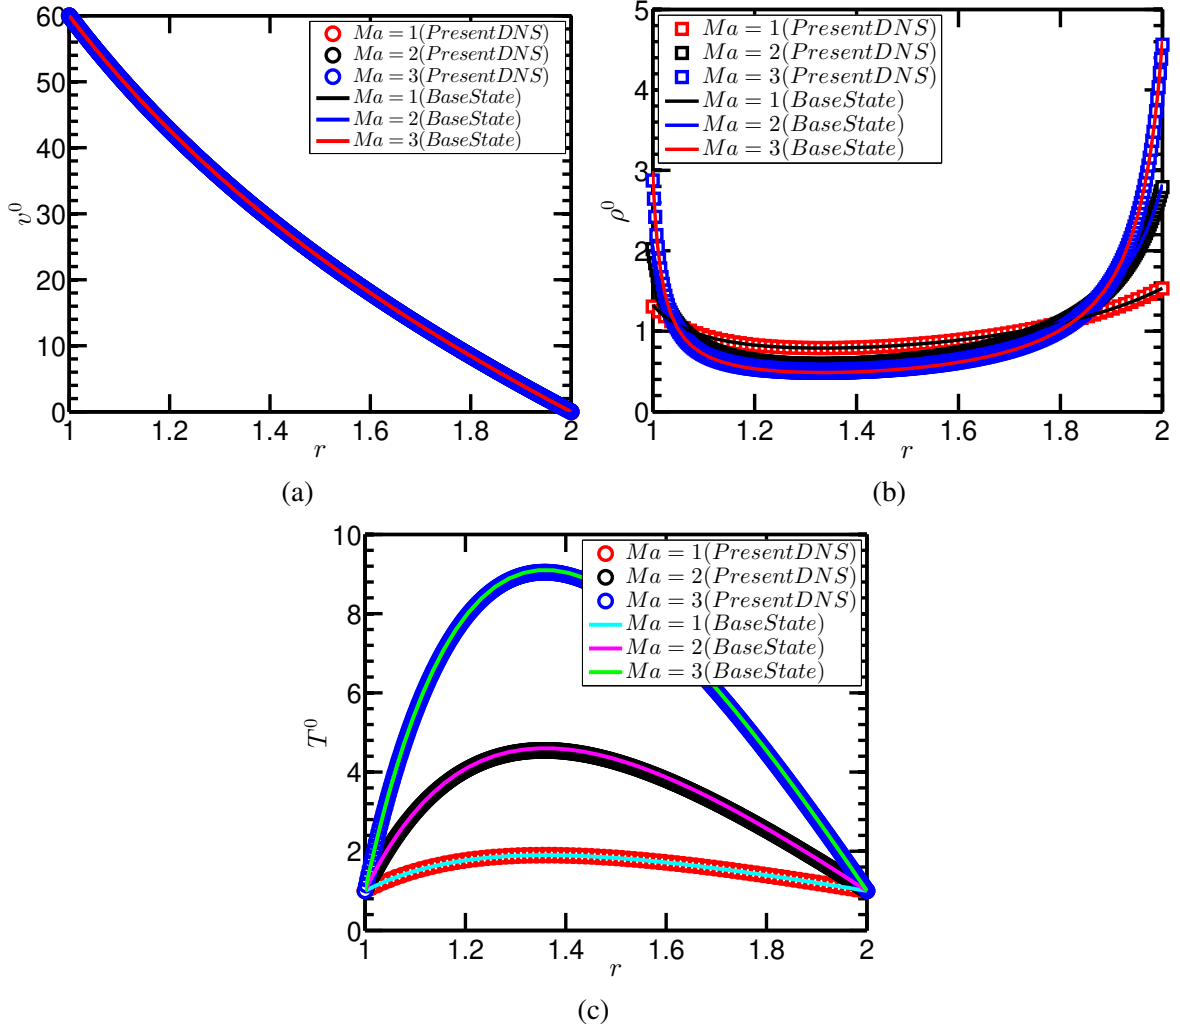 60
50
40
30
20
10
0
v⁰
1
1.2
1.4
1.6
1.8
2
r
Ma = 1(PresentDNS)
Ma = 2(PresentDNS)
Ma = 3(PresentDNS)
Ma = 1(BaseState)
Ma = 2(BaseState)
Ma = 3(BaseState)
(a)
5
4
3
2
1
0
ρ⁰
1
1.2
1.4
1.6
1.8
2
r
Ma = 1(PresentDNS)
Ma = 2(PresentDNS)
Ma = 3(PresentDNS)
Ma = 1(BaseState)
Ma = 2(BaseState)
Ma = 3(BaseState)
(b)
10
8
6
4
2
0
T⁰
1
1.2
1.4
1.6
1.8
2
r
Ma = 1(PresentDNS)
Ma = 2(PresentDNS)
Ma = 3(PresentDNS)
Ma = 1(BaseState)
Ma = 2(BaseState)
Ma = 3(BaseState)
(c)